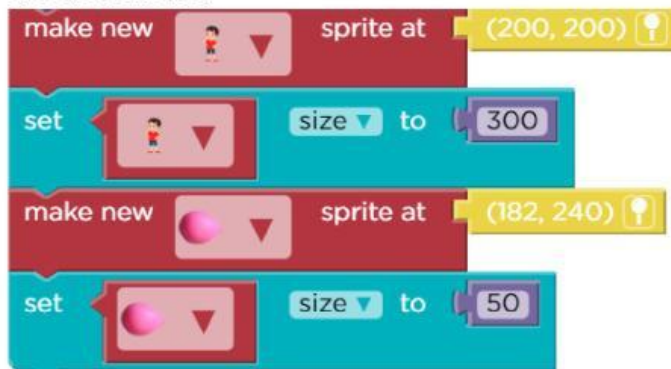 make new sprite at (200, 200)
set size to 300
make new sprite at (182, 240)
set size to 50